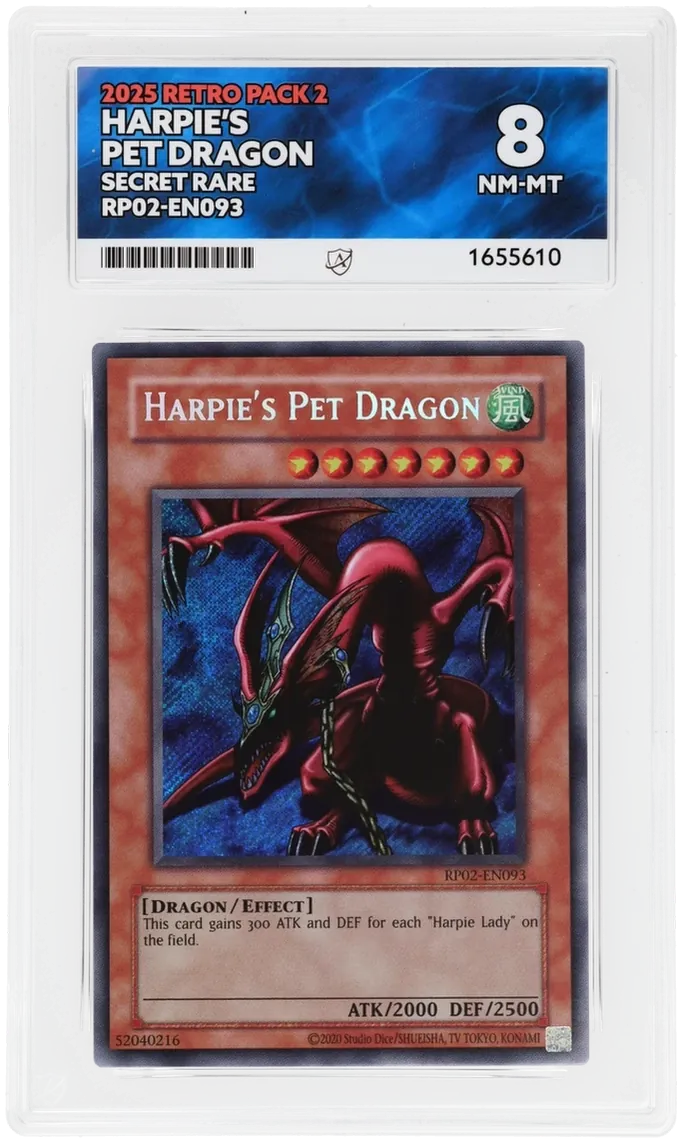 2025 RETRO PACK 2
HARPIE'S
PET DRAGON
SECRET RARE
RP02-EN093
8
NM-MT
1655610
HARPIE'S PET DRAGON
WIND
風
RP02-EN093
[DRAGON/EFFECT]
This card gains 300 ATK and DEF for each "Harpie Lady" on
the field.
ATK/2000 DEF/2500
52040216
©2020 Studio Dice/SHUEISHA, TV TOKYO, KONAMI